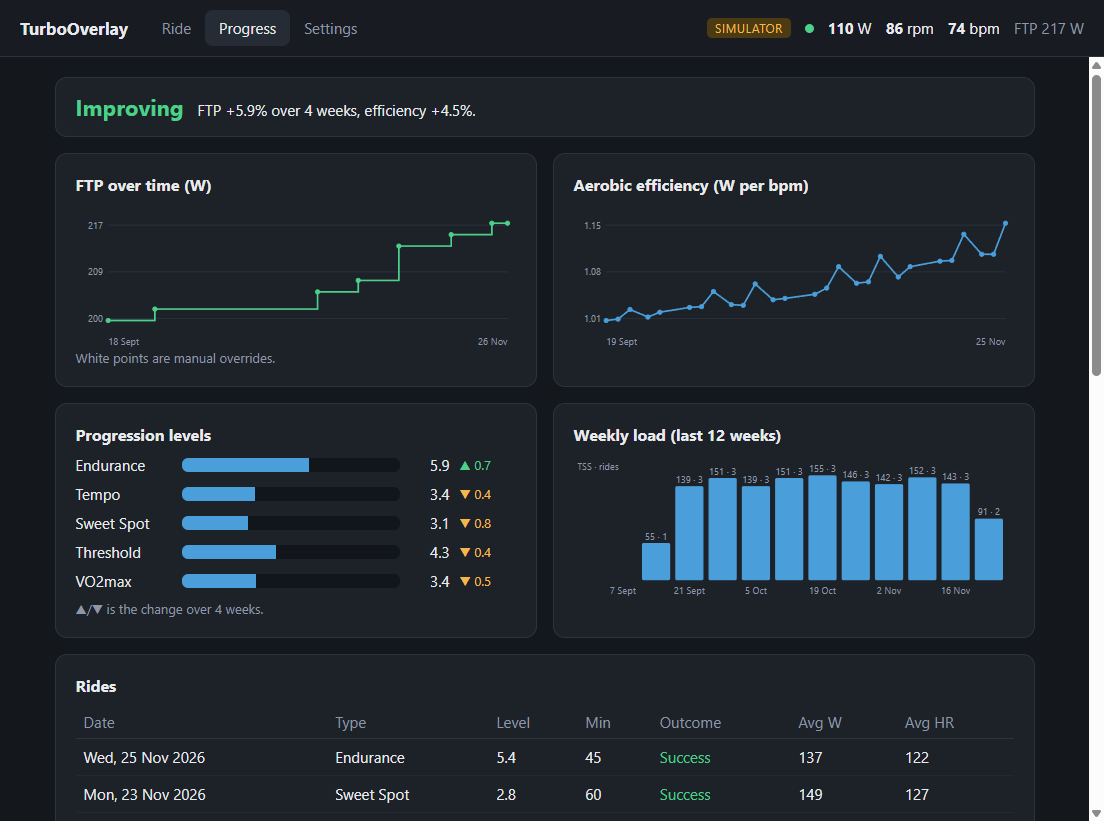 TurboOverlay Ride Progress Settings SIMULATOR 110 W 86 rpm 74 bpm FTP 217 W
Improving FTP +5.9% over 4 weeks, efficiency +4.5%.
FTP over time (W)
217
209
200
18 Sept 26 Nov
White points are manual overrides.
Aerobic efficiency (W per bpm)
1.15
1.08
1.01
19 Sept 25 Nov
Progression levels
Endurance 5.9 ▲ 0.7
Tempo 3.4 ▼ 0.4
Sweet Spot 3.1 ▼ 0.8
Threshold 4.3 ▼ 0.4
VO2max 3.4 ▼ 0.5
▲/▼ is the change over 4 weeks.
Weekly load (last 12 weeks)
TSS · rides
55 · 1 139 · 3 151 · 3 139 · 3 151 · 3 155 · 3 146 · 3 142 · 3 152 · 3 143 · 3 91 · 2
7 Sept 21 Sept 5 Oct 19 Oct 2 Nov 16 Nov
Rides
Date Type Level Min Outcome Avg W Avg HR
Wed, 25 Nov 2026 Endurance 5.4 45 Success 137 122
Mon, 23 Nov 2026 Sweet Spot 2.8 60 Success 149 127